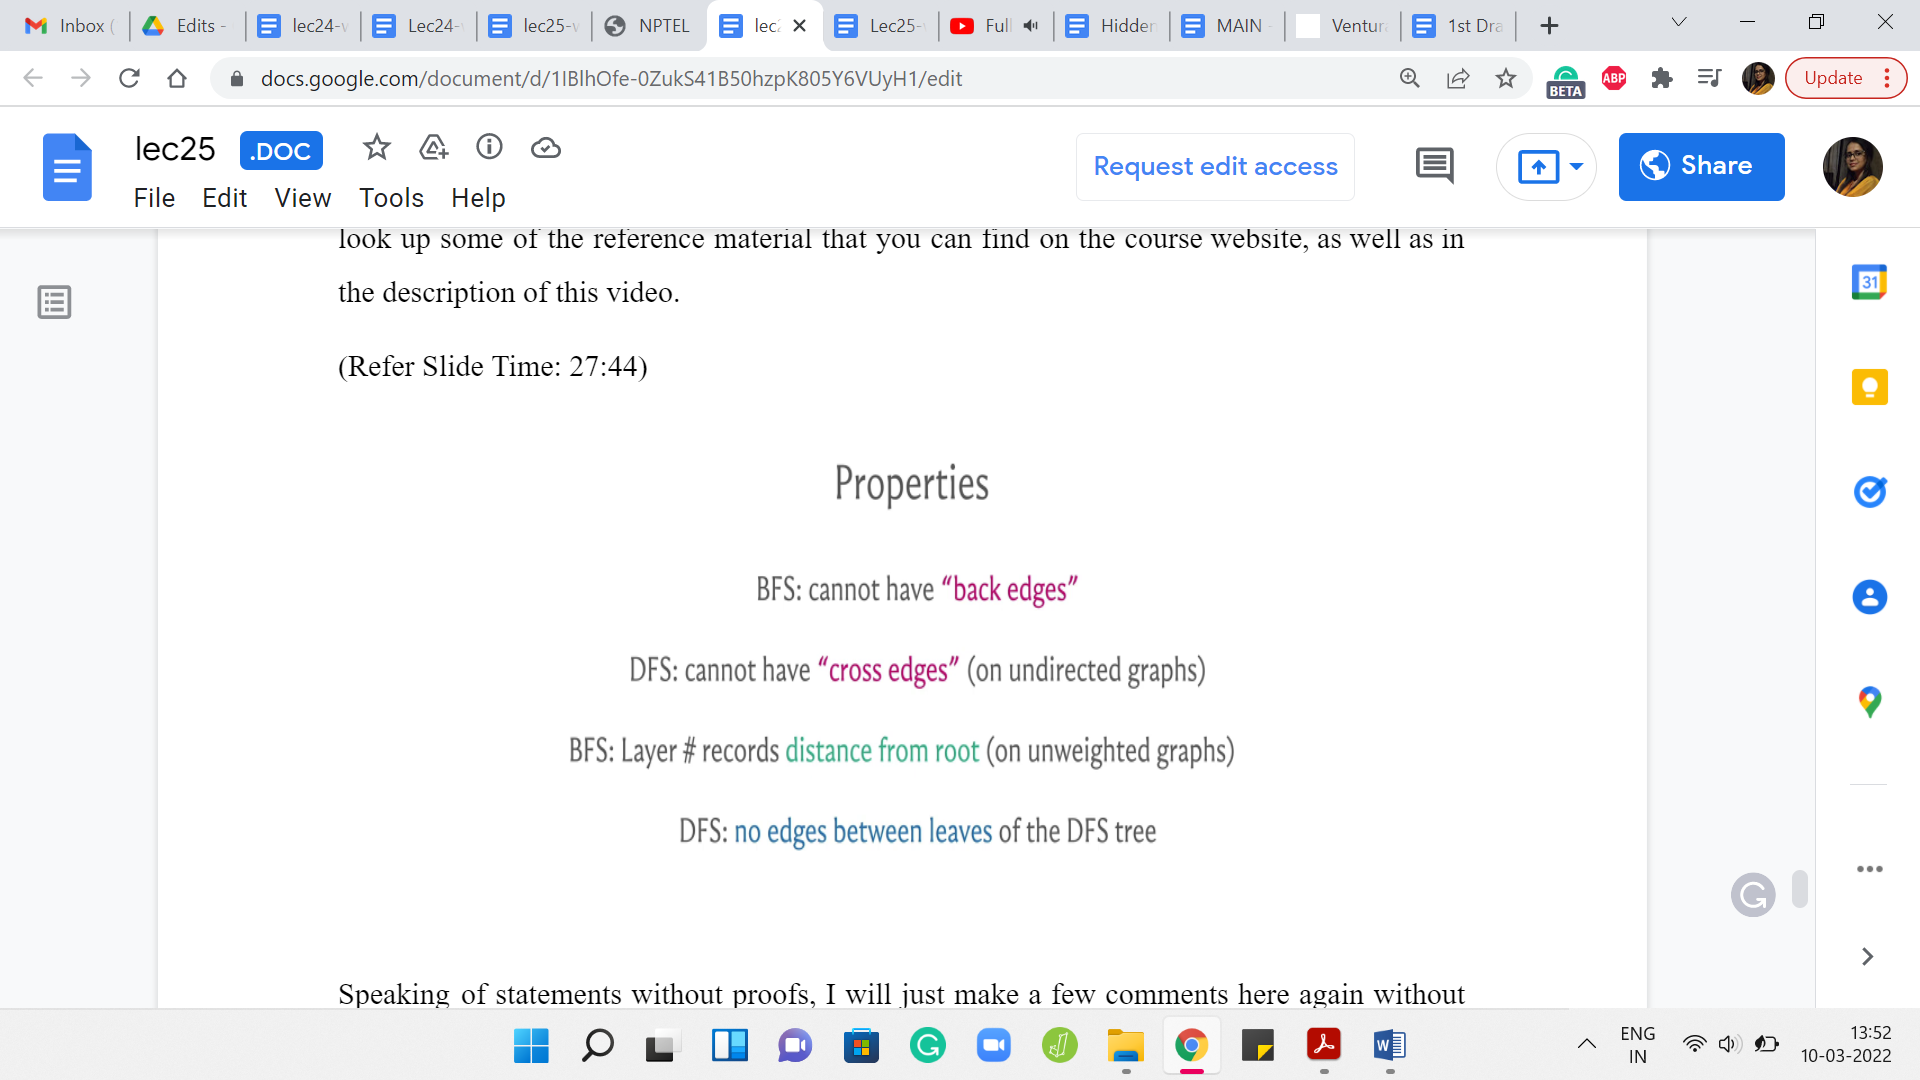 Inbox (
Edits -
lec24-w
Lec24-
lec25-w
NPTEL
lec2
Lec25-
Full
Hidden
MAIN
Ventura
1st Dra
docs.google.com/document/d/1IBlhOfe-0ZukS41B50hzpK805Y6VUyH1/edit
BETA
ABP
Update
lec25
.DOC
Request edit access
Share
File Edit View Tools Help
look up some of the reference material that you can find on the course website, as well as in
the description of this video.
(Refer Slide Time: 27:44)
Properties
BFS: cannot have “back edges”
DFS: cannot have “cross edges” (on undirected graphs)
BFS: Layer # records distance from root (on unweighted graphs)
DFS: no edges between leaves of the DFS tree
Speaking of statements without proofs, I will just make a few comments here again without
31
ENG
IN
13:52
10-03-2022